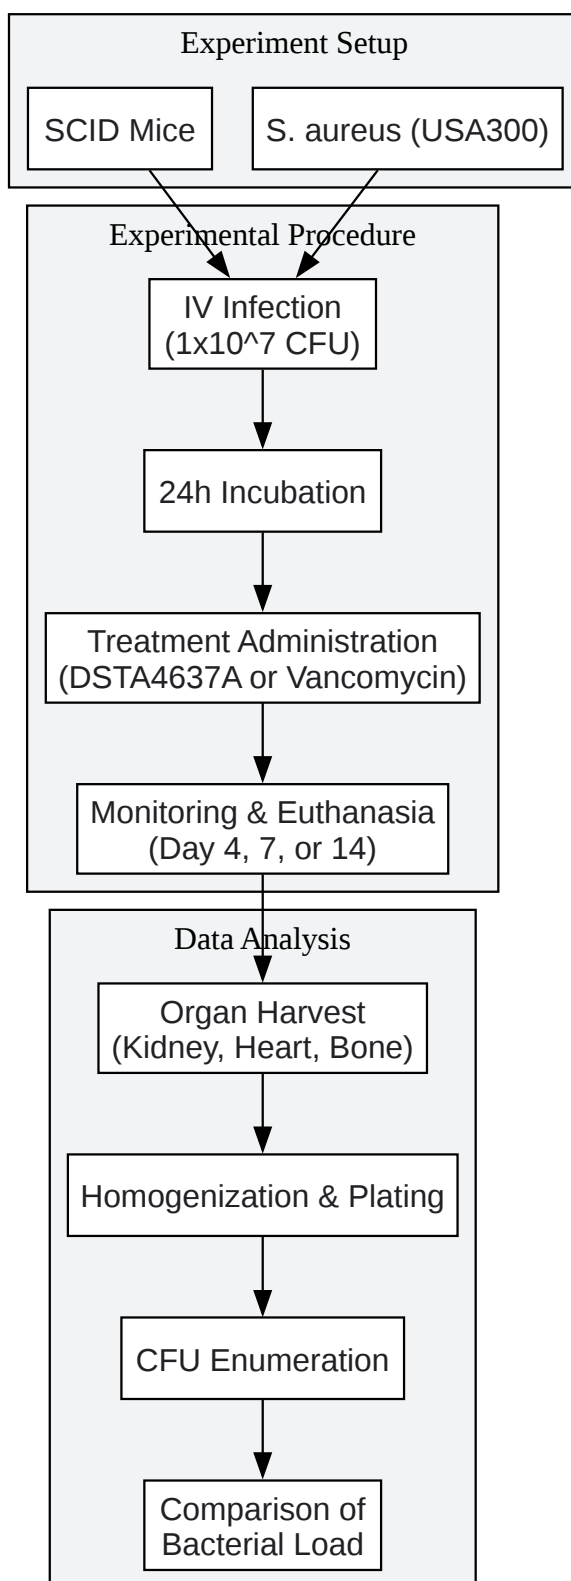 Experiment Setup
SCID Mice
S. aureus (USA300)
Experimental Procedure
IV Infection
(1x10^7 CFU)
24h Incubation
Treatment Administration
(DSTA4637A or Vancomycin)
Monitoring & Euthanasia
(Day 4, 7, or 14)
Data Analysis
Organ Harvest
(Kidney, Heart, Bone)
Homogenization & Plating
CFU Enumeration
Comparison of
Bacterial Load